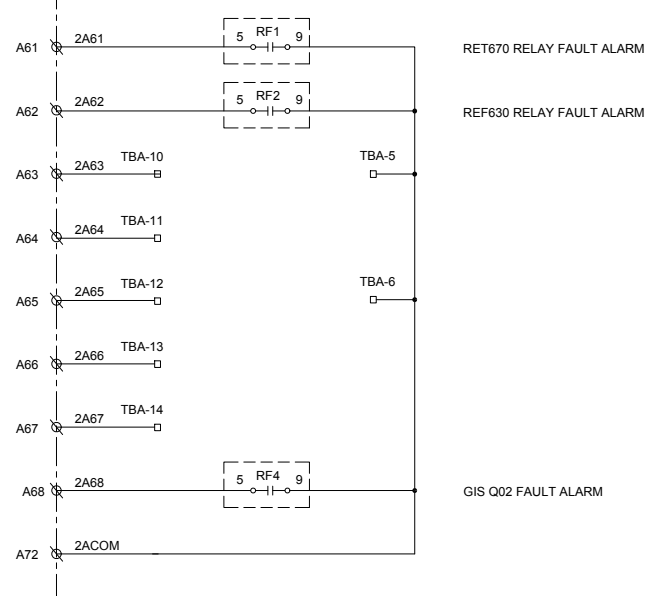 A61 2A61 5 RF1 9 RET670 RELAY FAULT ALARM
A62 2A62 5 RF2 9 REF630 RELAY FAULT ALARM
A63 2A63 TBA-10 TBA-5
A64 2A64 TBA-11
A65 2A65 TBA-12 TBA-6
A66 2A66 TBA-13
A67 2A67 TBA-14
A68 2A68 5 RF4 9 GIS Q02 FAULT ALARM
A72 2ACOM